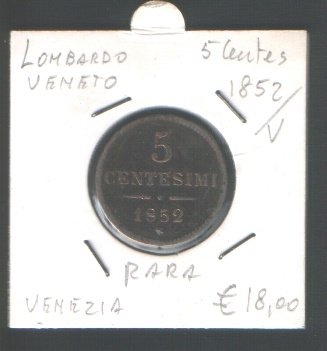 LOMBARDO
VENETO
5 Centes
1852/V
5
CENTESIMI
1852
RARA
VENEZIA
€ 18,00